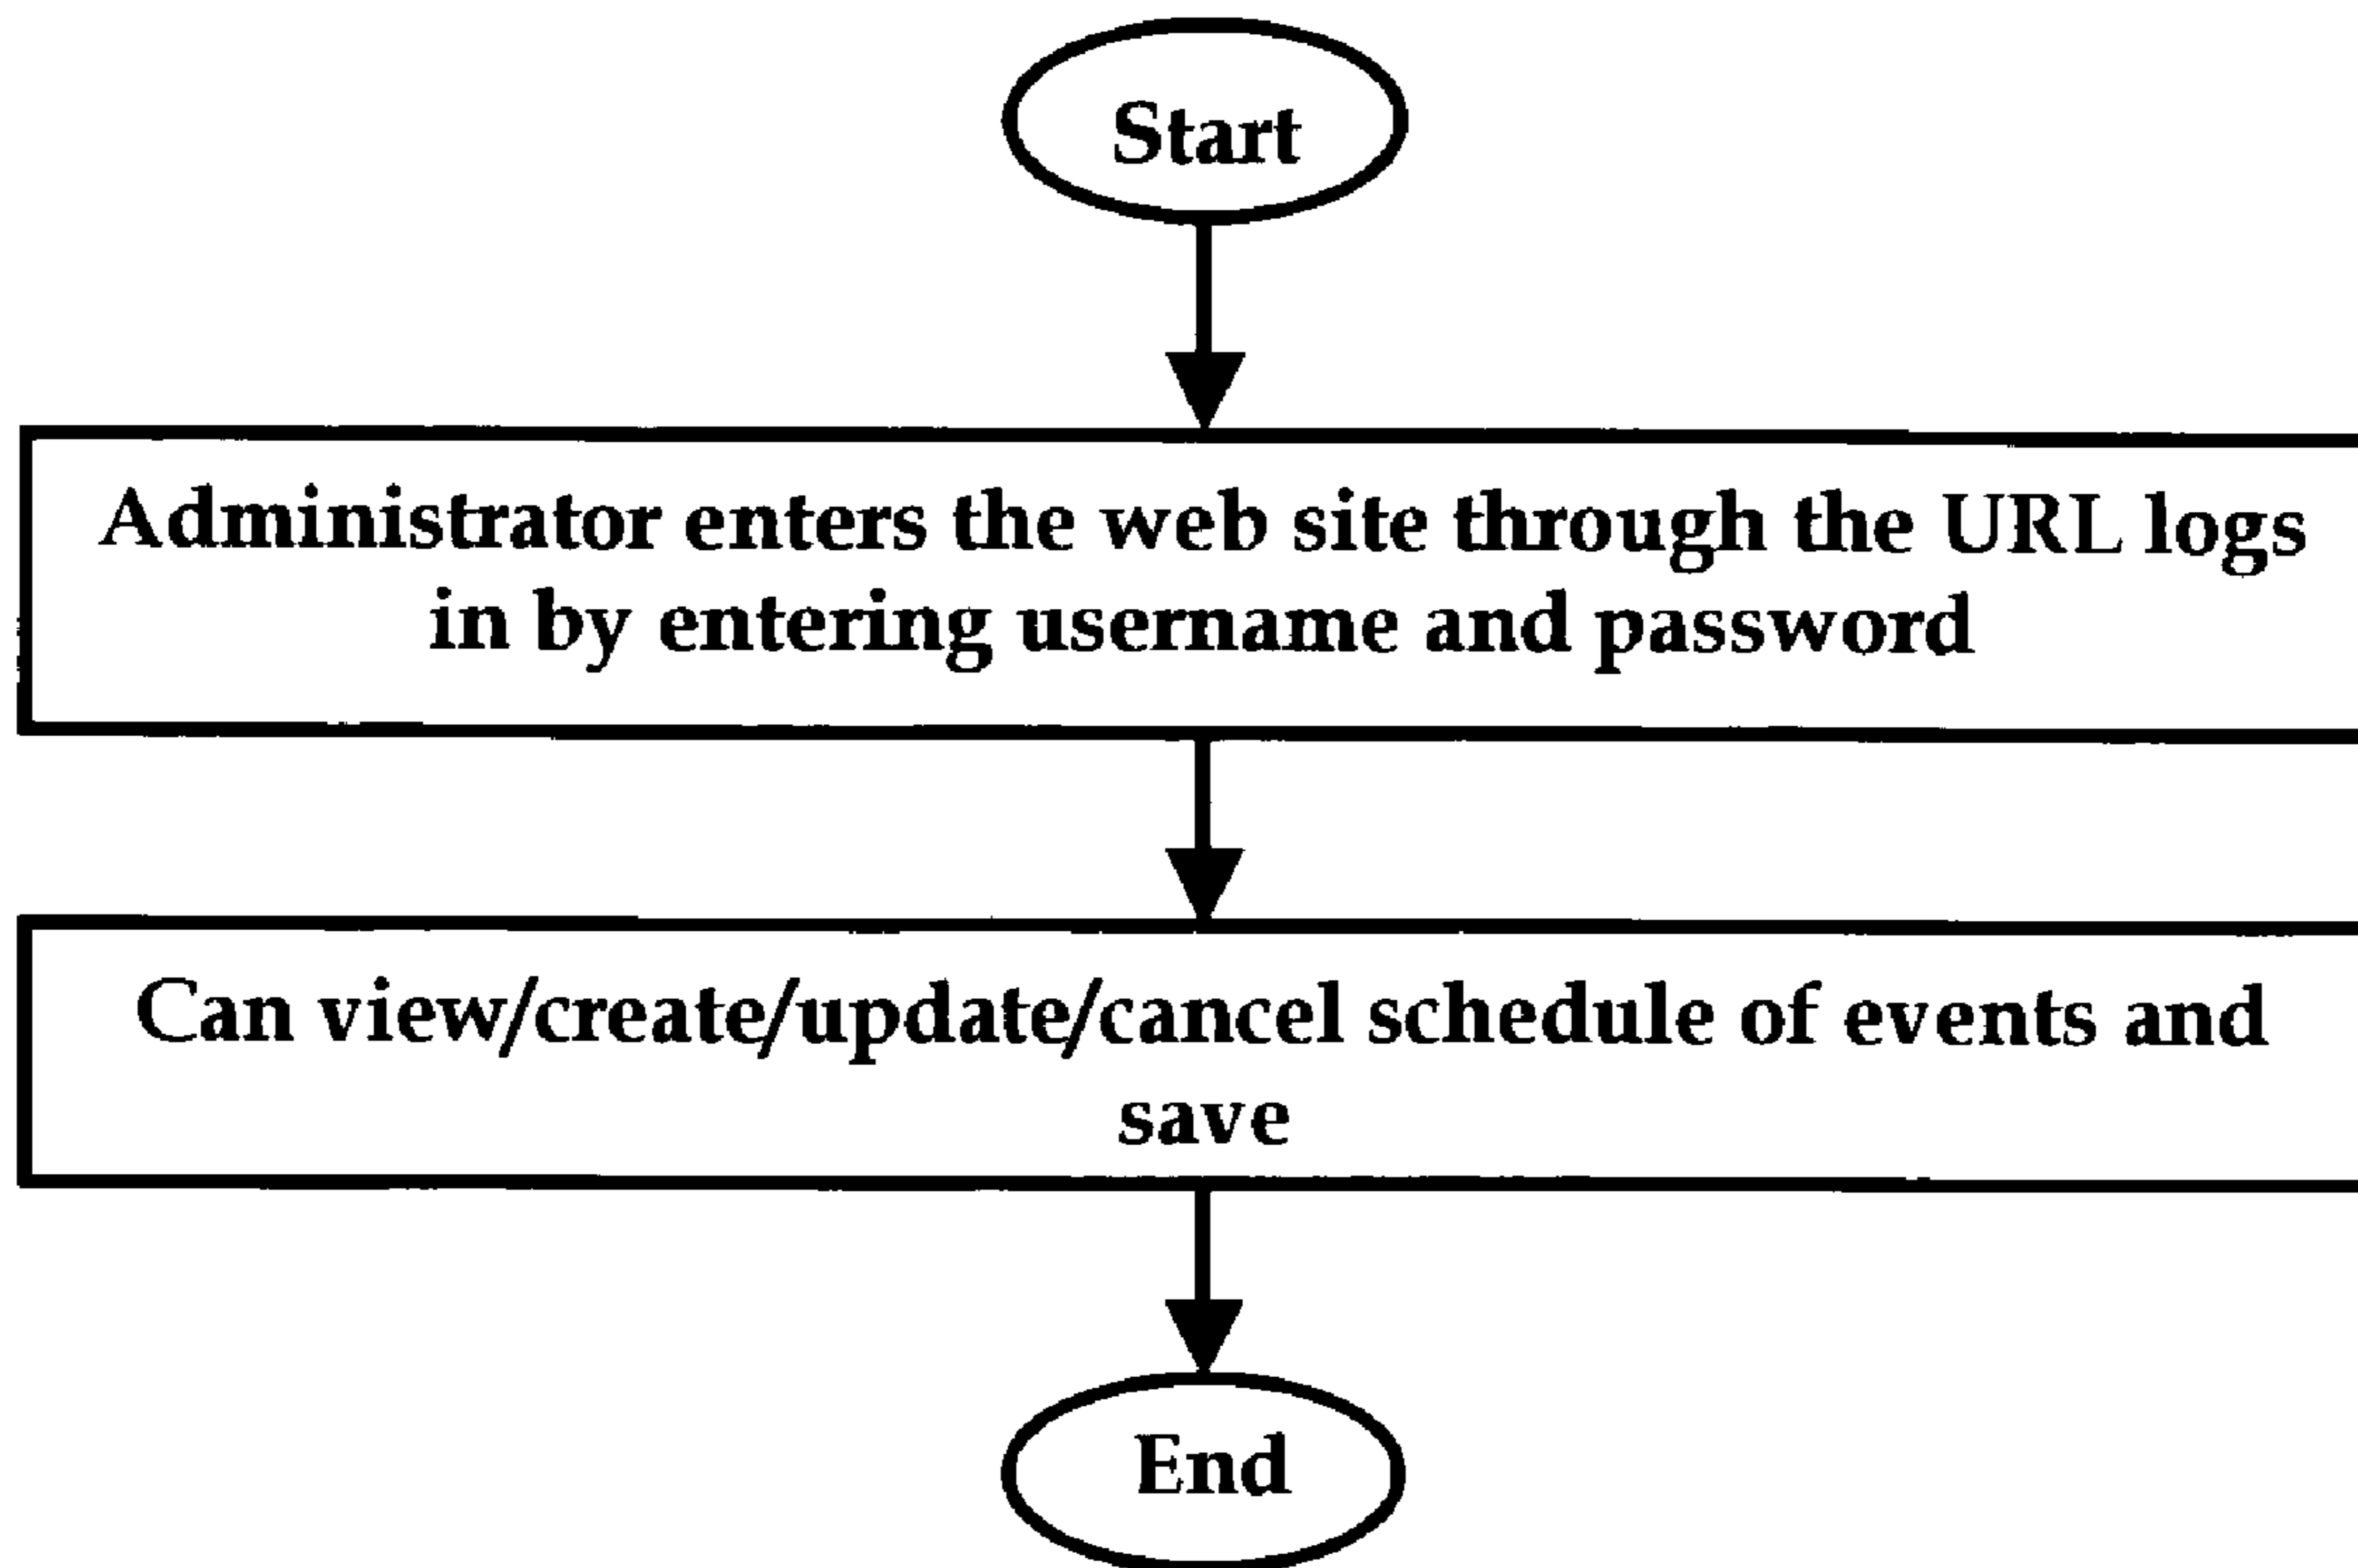 Start
Administrator enters the web site through the URL logs
in by entering username and password
Can view/create/update/cancel schedule of events and
save
End